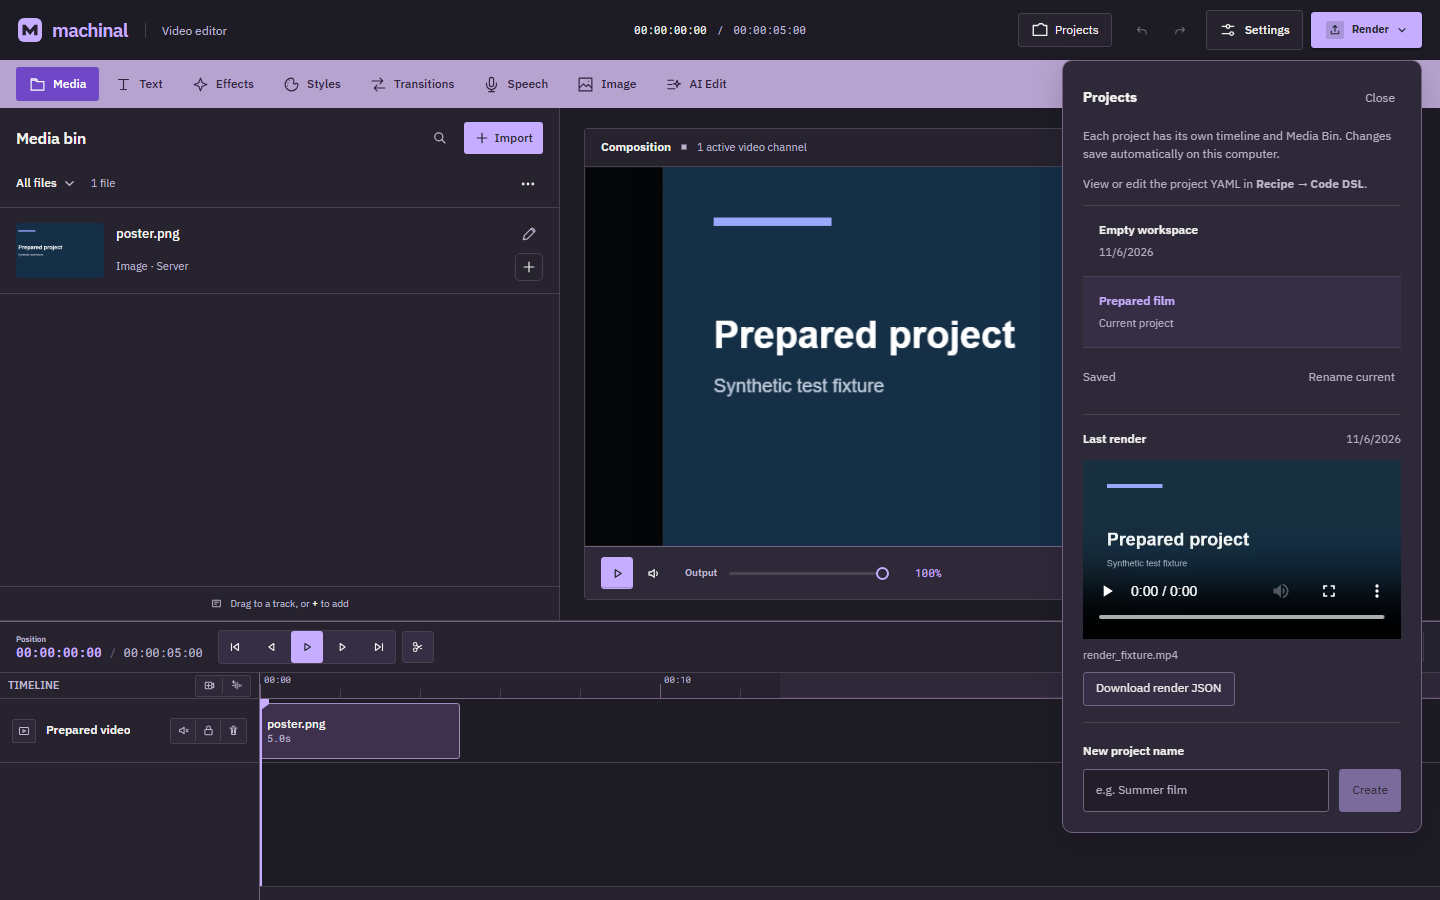 machinal
Video editor
00:00:00:00 / 00:00:05:00
Projects
Settings
Render
Media
Text
Effects
Styles
Transitions
Speech
Image
AI Edit
Media bin
Import
All files
1 file
Prepared project
Synthetic test fixture
poster.png
Image · Server
Drag to a track, or + to add
Composition
1 active video channel
Prepared project
Synthetic test fixture
Output
100%
Projects
Close
Each project has its own timeline and Media Bin. Changes
save automatically on this computer.
View or edit the project YAML in Recipe → Code DSL.
Empty workspace
11/6/2026
Prepared film
Current project
Saved
Rename current
Last render
11/6/2026
Prepared project
Synthetic test fixture
0:00 / 0:00
render_fixture.mp4
Download render JSON
New project name
e.g. Summer film
Create
Position
00:00:00:00 / 00:00:05:00
TIMELINE
00:00
00:10
Prepared video
poster.png
5.0s